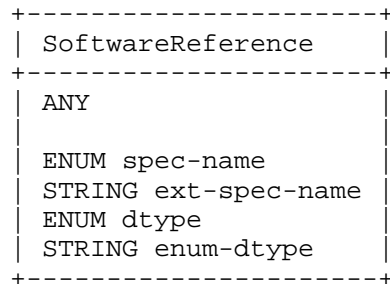 SoftwareReference
ANY
ENUM spec-name
STRING ext-spec-name
ENUM dtype
STRING enum-dtype